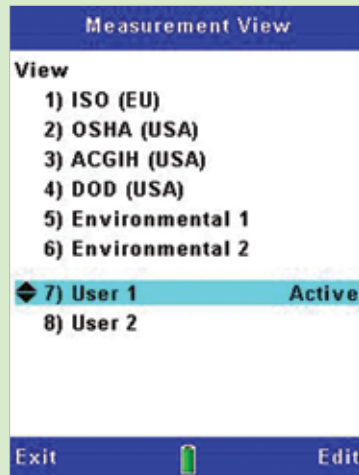 Measurement View
View
1) ISO (EU)
2) OSHA (USA)
3) ACGIH (USA)
4) DOD (USA)
5) Environmental 1
6) Environmental 2
7) User 1 Active
8) User 2
Exit Edit